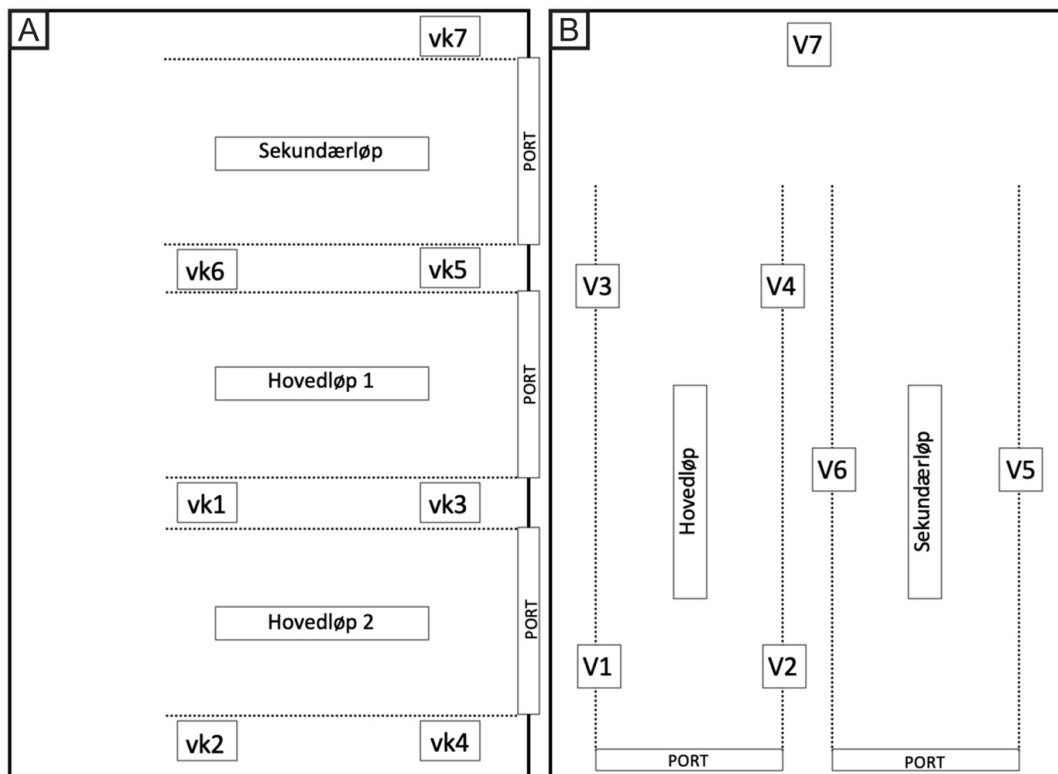 A
vk7
PORT
Sekundærløp
vk6
vk5
PORT
Hovedløp 1
vk1
vk3
PORT
Hovedløp 2
vk2
vk4
B
V7
V3
V4
Hovedløp
V6
Sekundærløp
V5
V1
V2
PORT
PORT